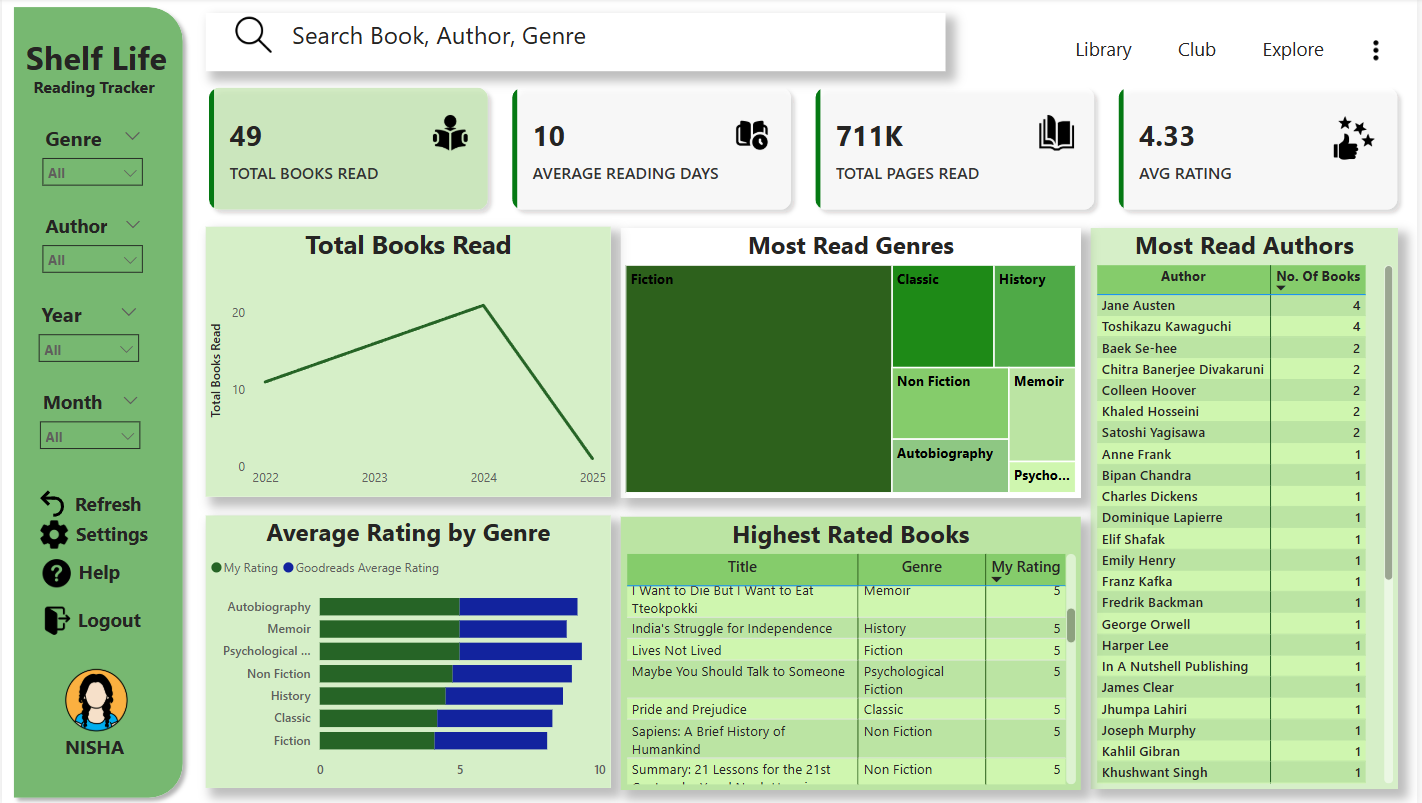 Shelf Life
Reading Tracker
Genre
All
Author
All
Year
All
Month
All
Refresh
Settings
Help
Logout
NISHA
Search Book, Author, Genre
Library Club Explore
49
TOTAL BOOKS READ
10
AVERAGE READING DAYS
711K
TOTAL PAGES READ
4.33
AVG RATING
Total Books Read
Total Books Read
20
10
0
2022 2023 2024 2025
Most Read Genres
Fiction
Classic
History
Non Fiction
Memoir
Autobiography
Psycho...
Most Read Authors
Author No. Of Books
Jane Austen 4
Toshikazu Kawaguchi 4
Baek Se-hee 2
Chitra Banerjee Divakaruni 2
Colleen Hoover 2
Khaled Hosseini 2
Satoshi Yagisawa 2
Anne Frank 1
Bipan Chandra 1
Charles Dickens 1
Dominique Lapierre 1
Elif Shafak 1
Emily Henry 1
Franz Kafka 1
Fredrik Backman 1
George Orwell 1
Harper Lee 1
In A Nutshell Publishing 1
James Clear 1
Jhumpa Lahiri 1
Joseph Murphy 1
Kahlil Gibran 1
Khushwant Singh 1
Average Rating by Genre
My Rating Goodreads Average Rating
Autobiography
Memoir
Psychological ...
Non Fiction
History
Classic
Fiction
0 5 10
Highest Rated Books
Title Genre My Rating
I Want to Die But I Want to Eat Memoir 5
Tteokpokki
India's Struggle for Independence History 5
Lives Not Lived Fiction 5
Maybe You Should Talk to Someone Psychological 5
Fiction
Pride and Prejudice Classic 5
Sapiens: A Brief History of Non Fiction 5
Humankind
Summary: 21 Lessons for the 21st Non Fiction 5